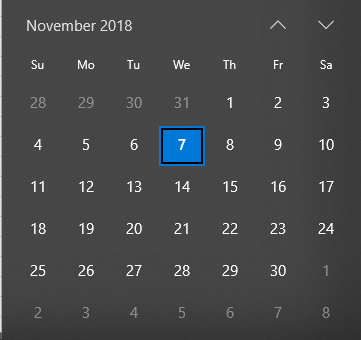 November 2018
Su Mo Tu We Th Fr Sa
28 29 30 31 1 2 3
4 5 6 7 8 9 10
11 12 13 14 15 16 17
18 19 20 21 22 23 24
25 26 27 28 29 30 1
2 3 4 5 6 7 8